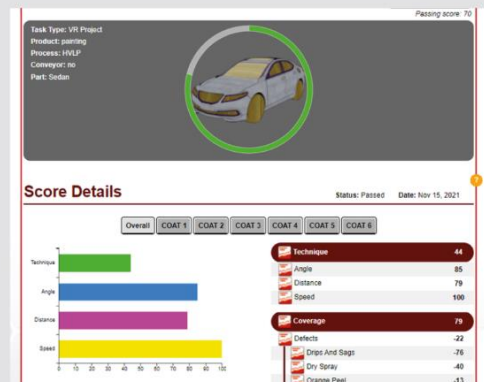 Passing score: 70
Task Type: VR Project
Product: painting
Process: HVLP
Conveyor: no
Part: Sedan
?
Score Details
Status: Passed Date: Nov 15, 2021
Overall COAT 1 COAT 2 COAT 3 COAT 4 COAT 5 COAT 6
Technique
Angle
Distance
Speed
0 10 20 30 40 50 60 70 80 90 100
Technique 44
Angle 85
Distance 79
Speed 100
Coverage 79
Defects -22
Drips And Sags -76
Dry Spray -40
Orange Peel -13